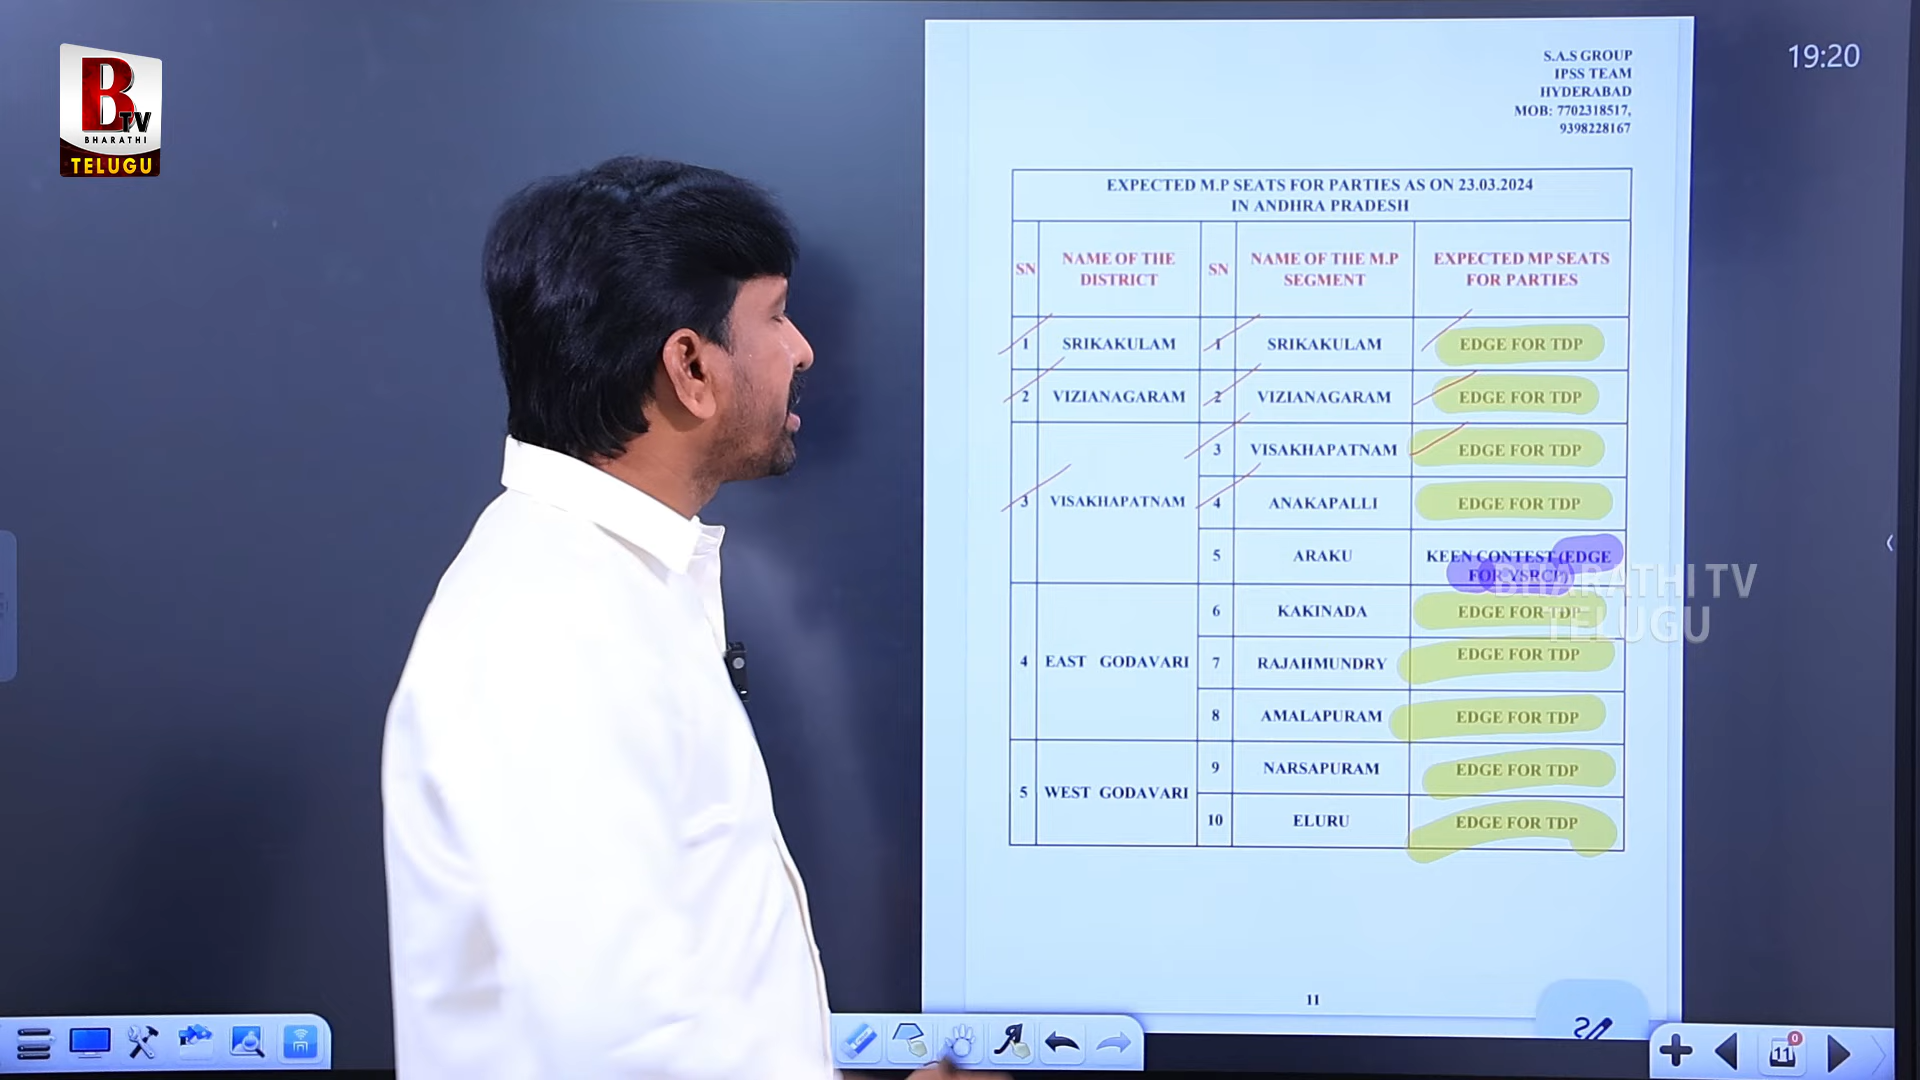 B
TV
BHARATHI
TELUGU
19:20
S.A.S GROUP
IPSS TEAM
HYDERABAD
MOB: 7702318517,
9398228167
EXPECTED M.P SEATS FOR PARTIES AS ON 23.03.2024
IN ANDHRA PRADESH
SN NAME OF THE DISTRICT SN NAME OF THE M.P SEGMENT EXPECTED MP SEATS FOR PARTIES
1 SRIKAKULAM 1 SRIKAKULAM EDGE FOR TDP
2 VIZIANAGARAM 2 VIZIANAGARAM EDGE FOR TDP
3 VISAKHAPATNAM 3 VISAKHAPATNAM EDGE FOR TDP
4 ANAKAPALLI EDGE FOR TDP
5 ARAKU KEEN CONTEST (EDGE FOR YSRCP)
4 EAST GODAVARI 6 KAKINADA EDGE FOR TDP
7 RAJAHMUNDRY EDGE FOR TDP
8 AMALAPURAM EDGE FOR TDP
5 WEST GODAVARI 9 NARSAPURAM EDGE FOR TDP
10 ELURU EDGE FOR TDP
BHARATHI TV
TELUGU
11
11
0